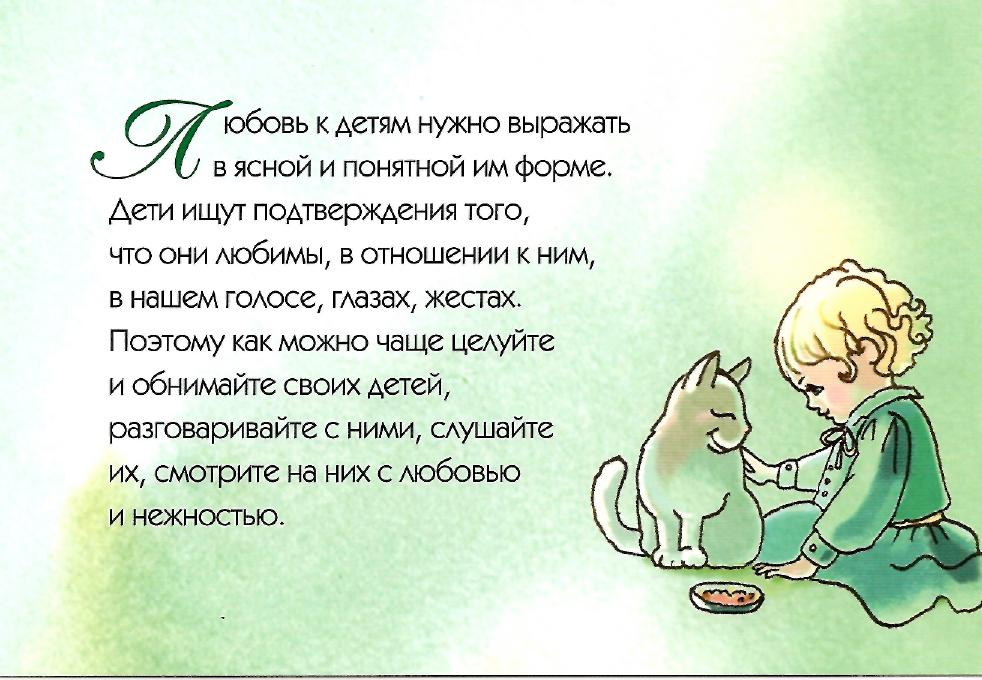 Любовь к детям нужно выражать
в ясной и понятной им форме.
Дети ищут подтверждения того,
что они любимы, в отношении к ним,
в нашем голосе, глазах, жестах.
Поэтому как можно чаще целуйте
и обнимайте своих детей,
разговаривайте с ними, слушайте
их, смотрите на них с любовью
и нежностью.